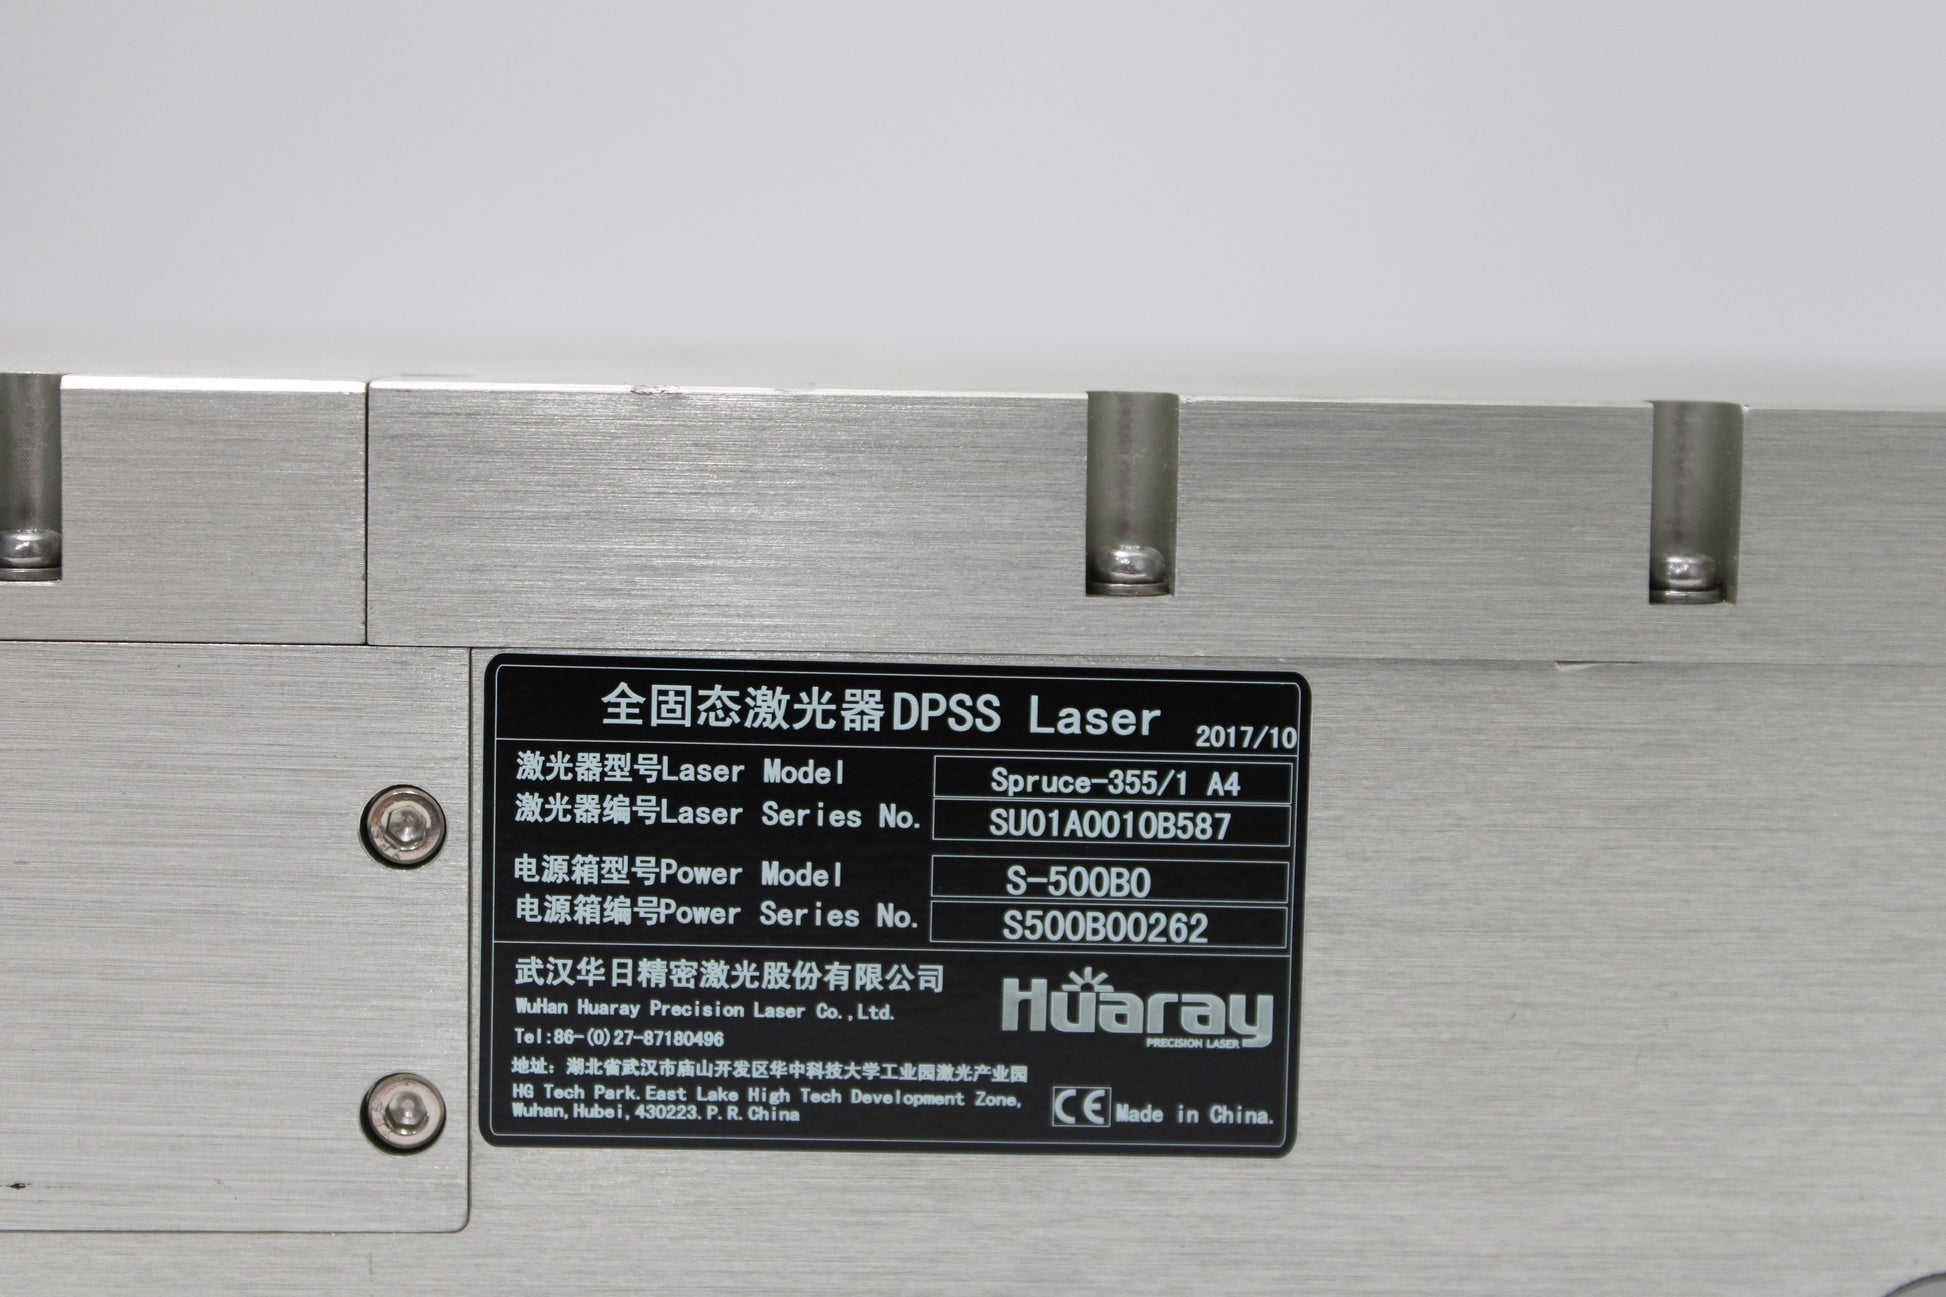 全固态激光器DPSS Laser 2017/10
激光器型号Laser Model Spruce-355/1 A4
激光器编号Laser Series No. SU01A0010B587
电源箱型号Power Model S-500B0
电源箱编号Power Series No. S500B00262
武汉华日精密激光股份有限公司
WuHan Huaray Precision Laser Co.,Ltd.
Huaray
PRECISION LASER
Tel:86-(0)27-87180496
地址: 湖北省武汉市庙山开发区华中科技大学工业园激光产业园
HG Tech Park.East Lake High Tech Development Zone,
Wuhan,Hubei,430223.P.R.China
CE Made in China.